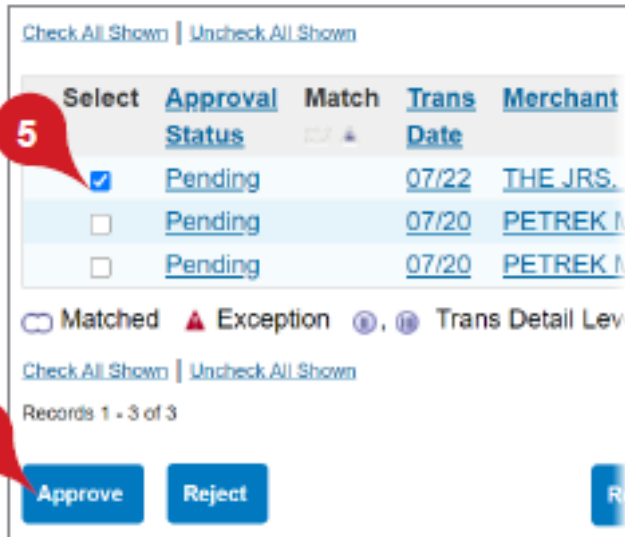 Check All Shown | Uncheck All Shown
Select Approval Status Match Trans Date Merchant
5
Pending 07/22 THE JRS.
Pending 07/20 PETREK
Pending 07/20 PETREK
Matched Exception , Trans Detail Lev
Check All Shown | Uncheck All Shown
Records 1 - 3 of 3
Approve Reject R